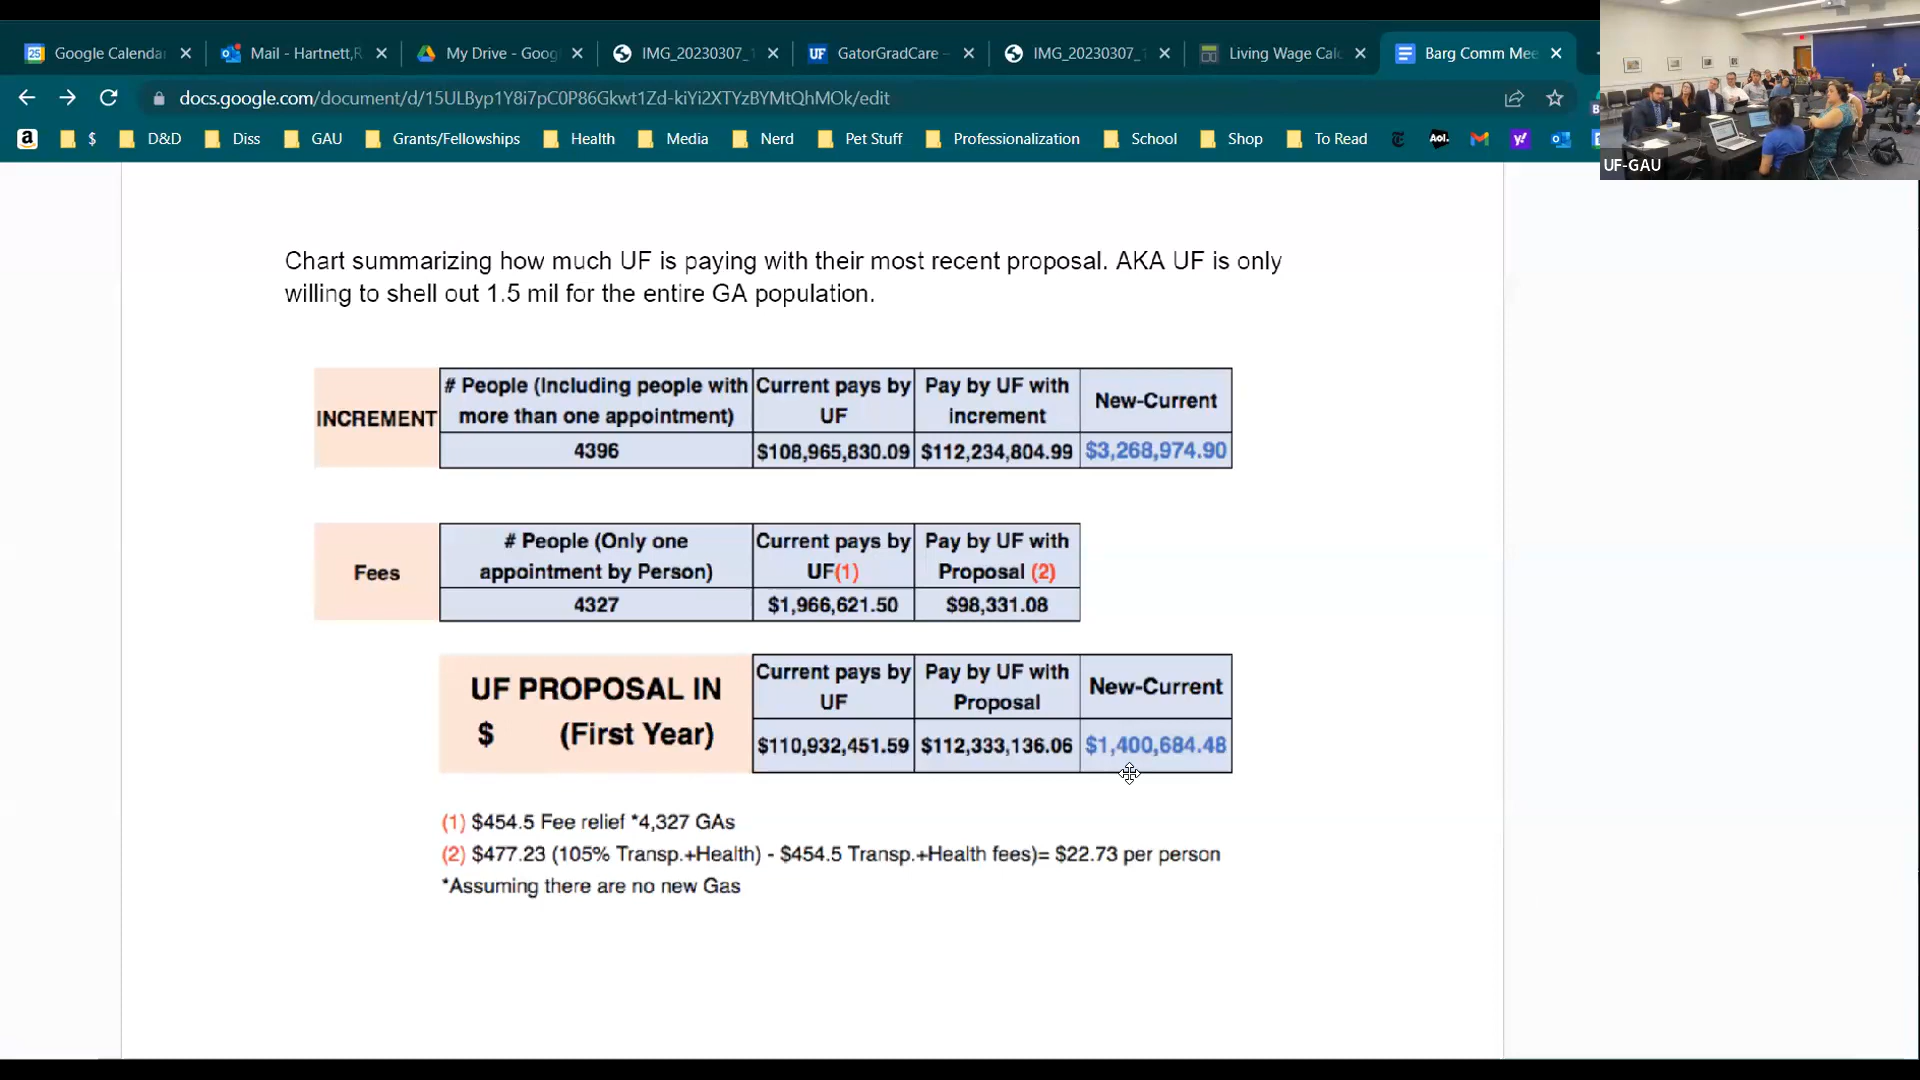 25 Google Calendar
Mail - Hartnett,R
My Drive - Goog
IMG_20230307_1
UF GatorGradCare -
IMG_20230307_
Living Wage Calc
Barg Comm Mee
docs.google.com/document/d/15ULByp1Y8i7pC0P86Gkwt1Zd-kiYi2XTYzBYMtQhMOk/edit
$ D&D Diss GAU Grants/Fellowships Health Media Nerd Pet Stuff Professionalization School Shop To Read Aol.
UF-GAU
Chart summarizing how much UF is paying with their most recent proposal. AKA UF is only
willing to shell out 1.5 mil for the entire GA population.
INCREMENT
# People (Including people with
more than one appointment)
Current pays by
UF
Pay by UF with
increment
New-Current
4396
$108,965,830.09
$112,234,804.99
$3,268,974.90
Fees
# People (Only one
appointment by Person)
Current pays by
UF(1)
Pay by UF with
Proposal (2)
4327
$1,966,621.50
$98,331.08
UF PROPOSAL IN
$ (First Year)
Current pays by
UF
Pay by UF with
Proposal
New-Current
$110,932,451.59
$112,333,136.06
$1,400,684.48
(1) $454.5 Fee relief *4,327 GAs
(2) $477.23 (105% Transp.+Health) - $454.5 Transp.+Health fees)= $22.73 per person
*Assuming there are no new Gas